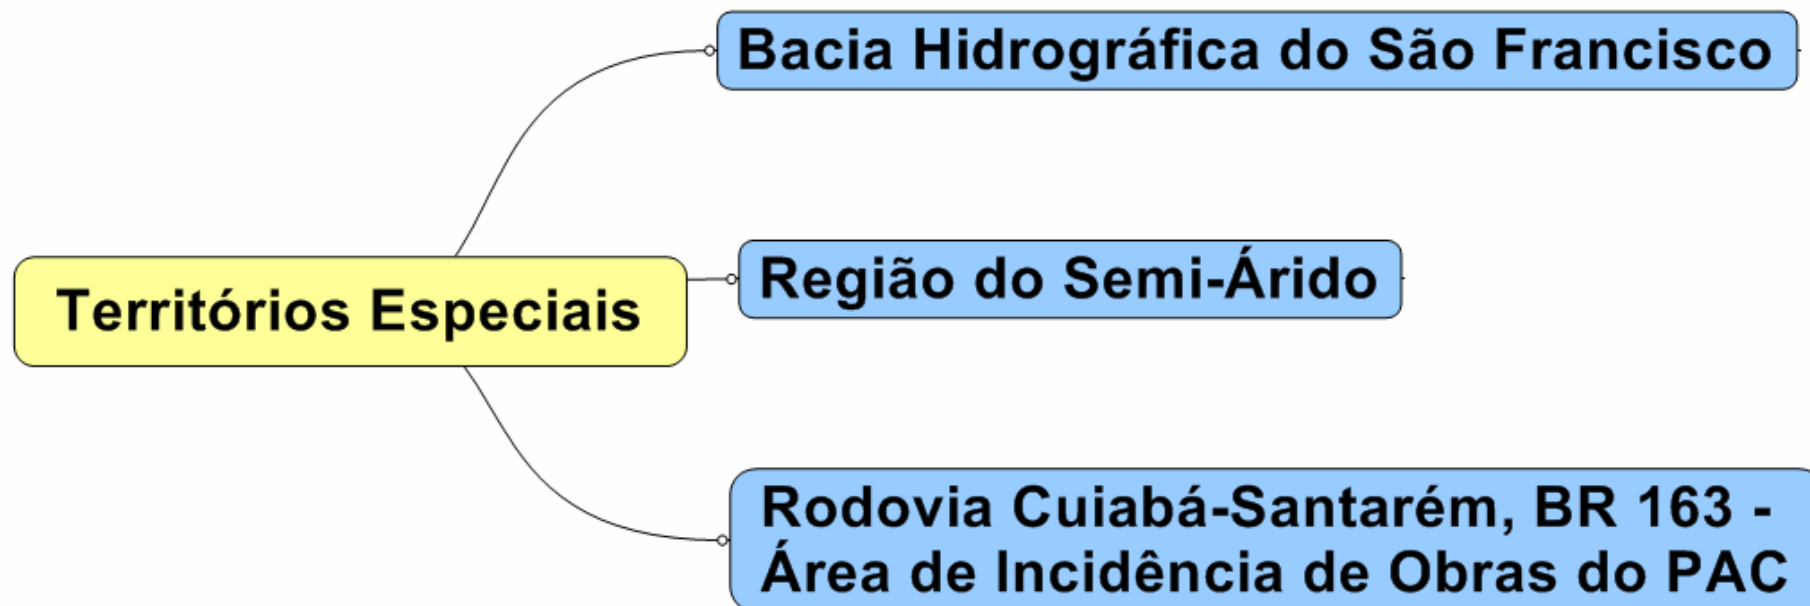 Bacia Hidrográfica do São Francisco
Territórios Especiais
Região do Semi-Árido
Rodovia Cuiabá-Santarém, BR 163 -
Área de Incidência de Obras do PAC